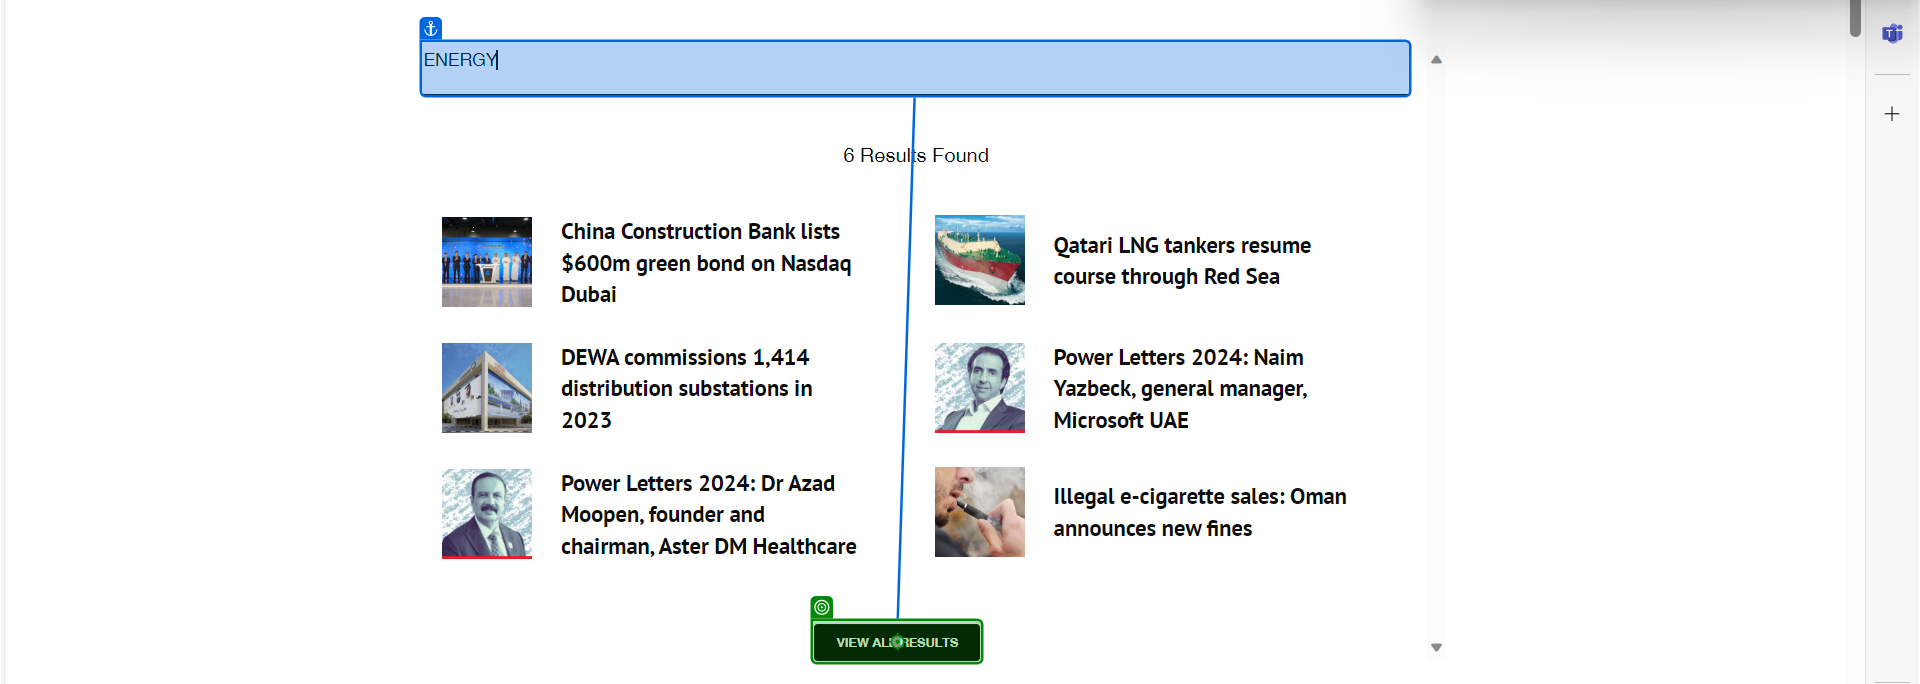 ENERGY
6 Results Found
China Construction Bank lists
$600m green bond on Nasdaq
Dubai
Qatari LNG tankers resume
course through Red Sea
DEWA commissions 1,414
distribution substations in
2023
Power Letters 2024: Naim
Yazbeck, general manager,
Microsoft UAE
Power Letters 2024: Dr Azad
Moopen, founder and
chairman, Aster DM Healthcare
Illegal e-cigarette sales: Oman
announces new fines
VIEW ALL RESULTS